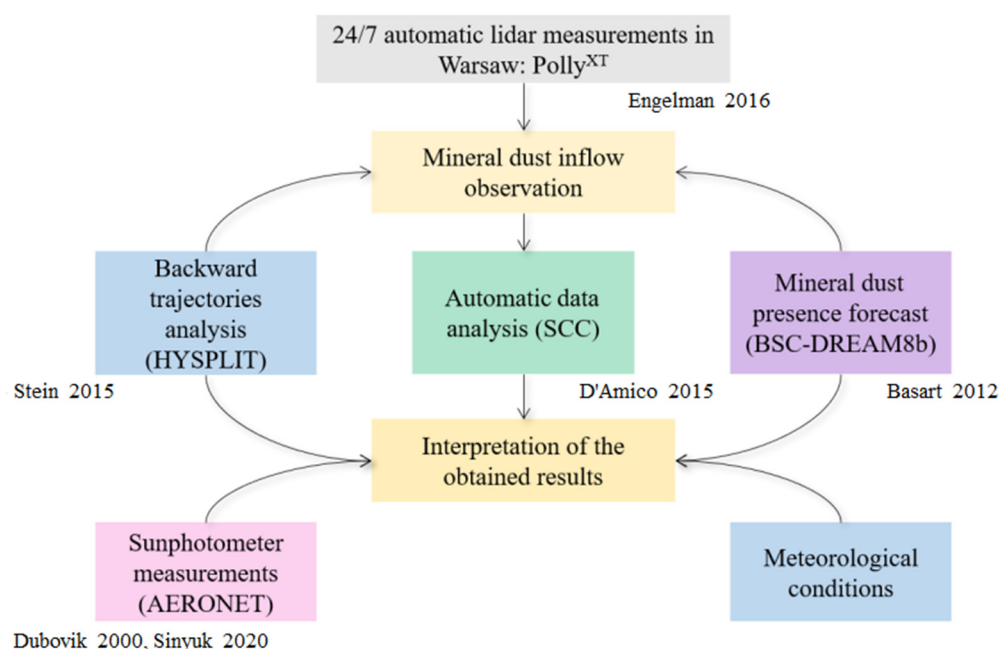 24/7 automatic lidar measurements in
Warsaw: Polly^XT
Engelman 2016
Mineral dust inflow
observation
Backward
trajectories
analysis
(HYSPLIT)
Stein 2015
Automatic data
analysis (SCC)
D'Amico 2015
Mineral dust
presence forecast
(BSC-DREAM8b)
Basart 2012
Interpretation of the
obtained results
Sunphotometer
measurements
(AERONET)
Dubovik 2000, Sinyuk 2020
Meteorological
conditions